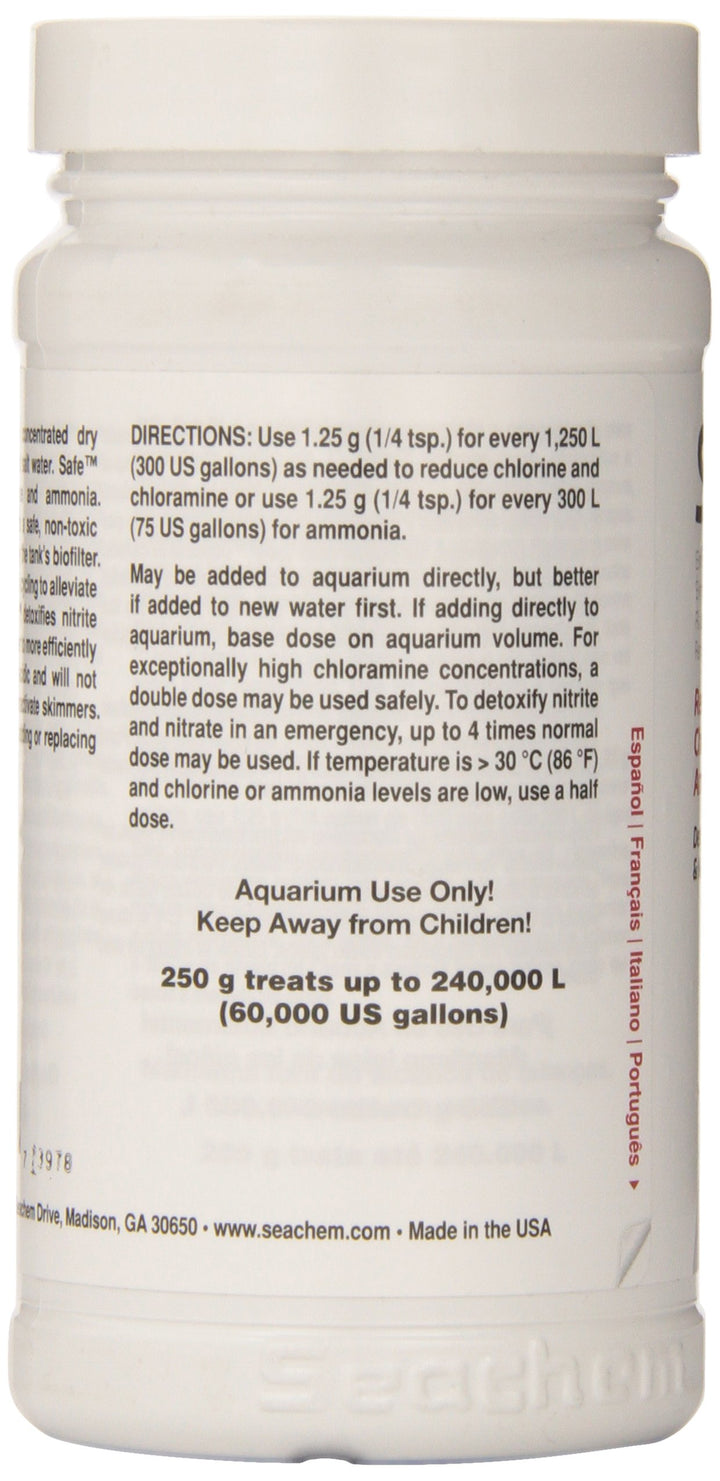 concentrated dry
water. Safe™
and ammonia.
safe, non-toxic
tank's biofilter.
to alleviate
detoxifies nitrite
more efficiently
and will not
skimmers.
or replacing
DIRECTIONS: Use 1.25 g (1/4 tsp.) for every 1,250 L
(300 US gallons) as needed to reduce chlorine and
chloramine or use 1.25 g (1/4 tsp.) for every 300 L
(75 US gallons) for ammonia.
May be added to aquarium directly, but better
if added to new water first. If adding directly to
aquarium, base dose on aquarium volume. For
exceptionally high chloramine concentrations, a
double dose may be used safely. To detoxify nitrite
and nitrate in an emergency, up to 4 times normal
dose may be used. If temperature is > 30 °C (86 °F)
and chlorine or ammonia levels are low, use a half
dose.
Aquarium Use Only!
Keep Away from Children!
250 g treats up to 240,000 L
(60,000 US gallons)
Español | Français | Italiano | Português ▸
Seachem Drive, Madison, GA 30650 • www.seachem.com • Made in the USA
Seachem